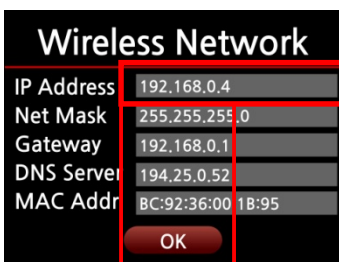 Wireless Network
IP Address 192.168.0.4
Net Mask 255.255.255.0
Gateway 192.168.0.1
DNS Server 194.25.0.52
MAC Addr BC:92:36:00:1B:95
OK